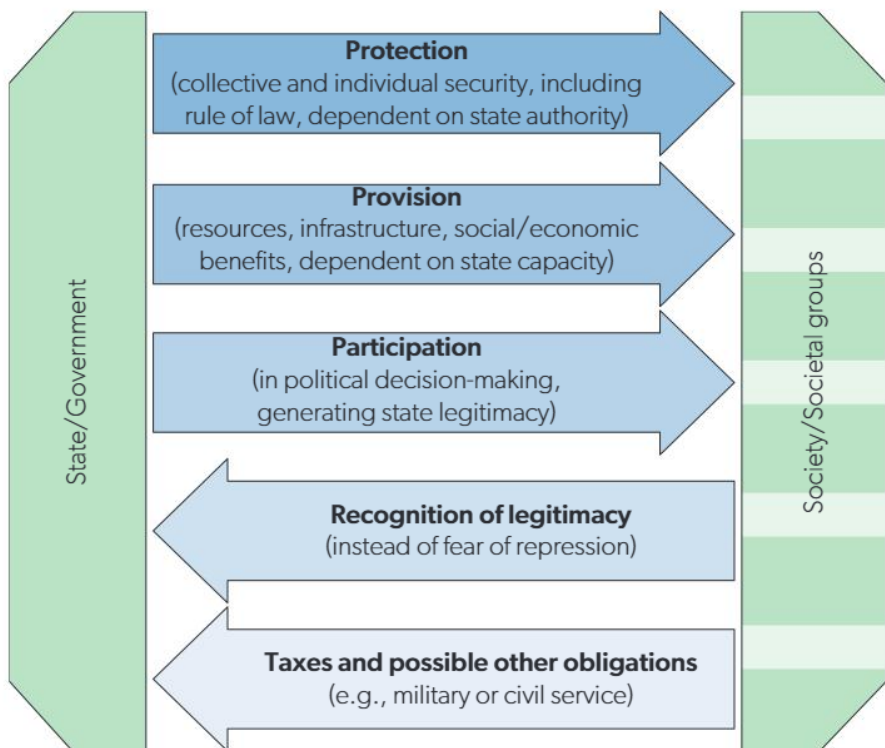 State/Government
Protection
(collective and individual security, including
rule of law, dependent on state authority)
Provision
(resources, infrastructure, social/economic
benefits, dependent on state capacity)
Participation
(in political decision-making,
generating state legitimacy)
Recognition of legitimacy
(instead of fear of repression)
Taxes and possible other obligations
(e.g., military or civil service)
Society/Societal groups